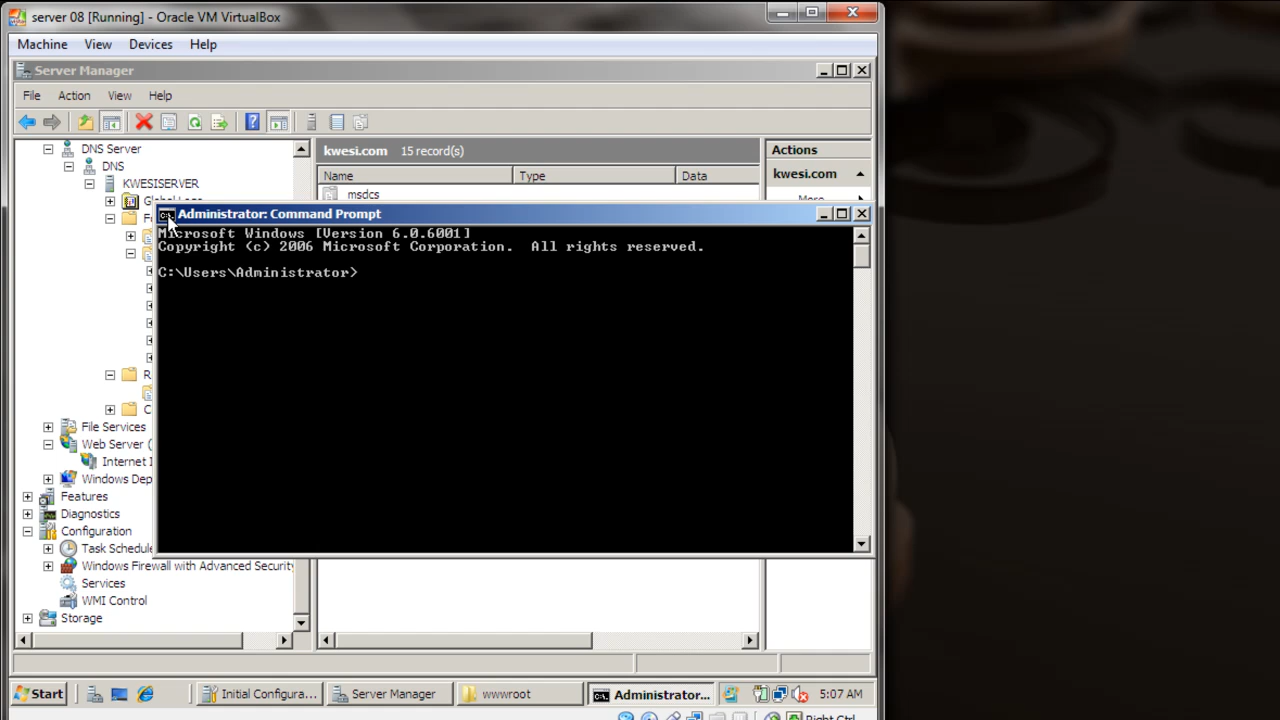 server 08 [Running] - Oracle VM VirtualBox
Machine View Devices Help
Server Manager
File Action View Help
DNS Server
DNS
KWESISERVER
kwesi.com 15 record(s)
Name Type Data
msdcs
Actions
kwesi.com
More
Administrator: Command Prompt
Microsoft Windows [Version 6.0.6001]
Copyright (c) 2006 Microsoft Corporation. All rights reserved.
C:\Users\Administrator>
R
C
File Services
Web Server (
Internet I
Windows Dep
Features
Diagnostics
Configuration
Task Schedule
Windows Firewall with Advanced Security
Services
WMI Control
Storage
Start
Initial Configura...
Server Manager
wwwroot
Administrator...
5:07 AM
Right Ctrl